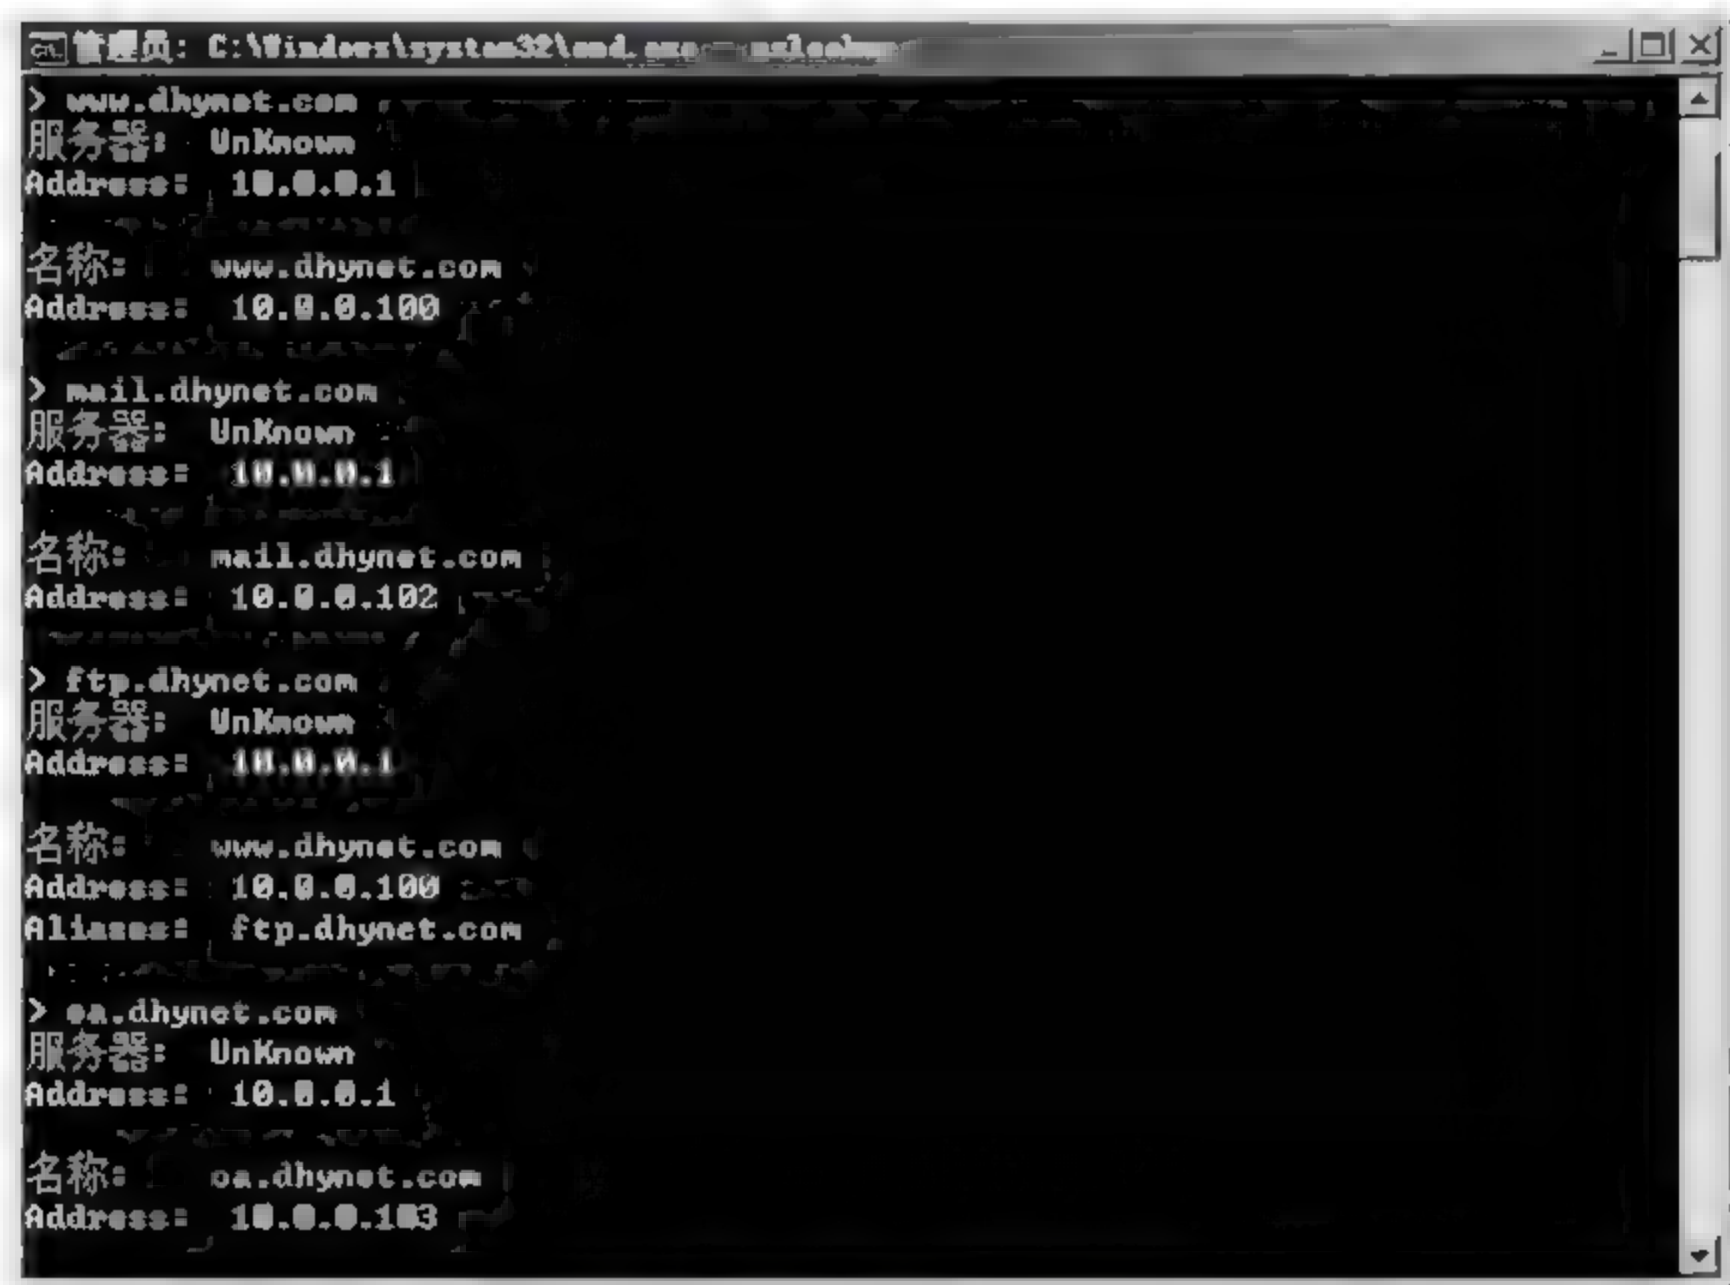 管理员: C:\Windows\system32\cmd.exe - nslookup
> www.dhynet.com
服务器: UnKnown
Address: 10.0.0.1
名称: www.dhynet.com
Address: 10.0.0.100
> mail.dhynet.com
服务器: UnKnown
Address: 10.0.0.1
名称: mail.dhynet.com
Address: 10.0.0.102
> ftp.dhynet.com
服务器: UnKnown
Address: 10.0.0.1
名称: www.dhynet.com
Address: 10.0.0.100
Aliases: ftp.dhynet.com
> oa.dhynet.com
服务器: UnKnown
Address: 10.0.0.1
名称: oa.dhynet.com
Address: 10.0.0.103